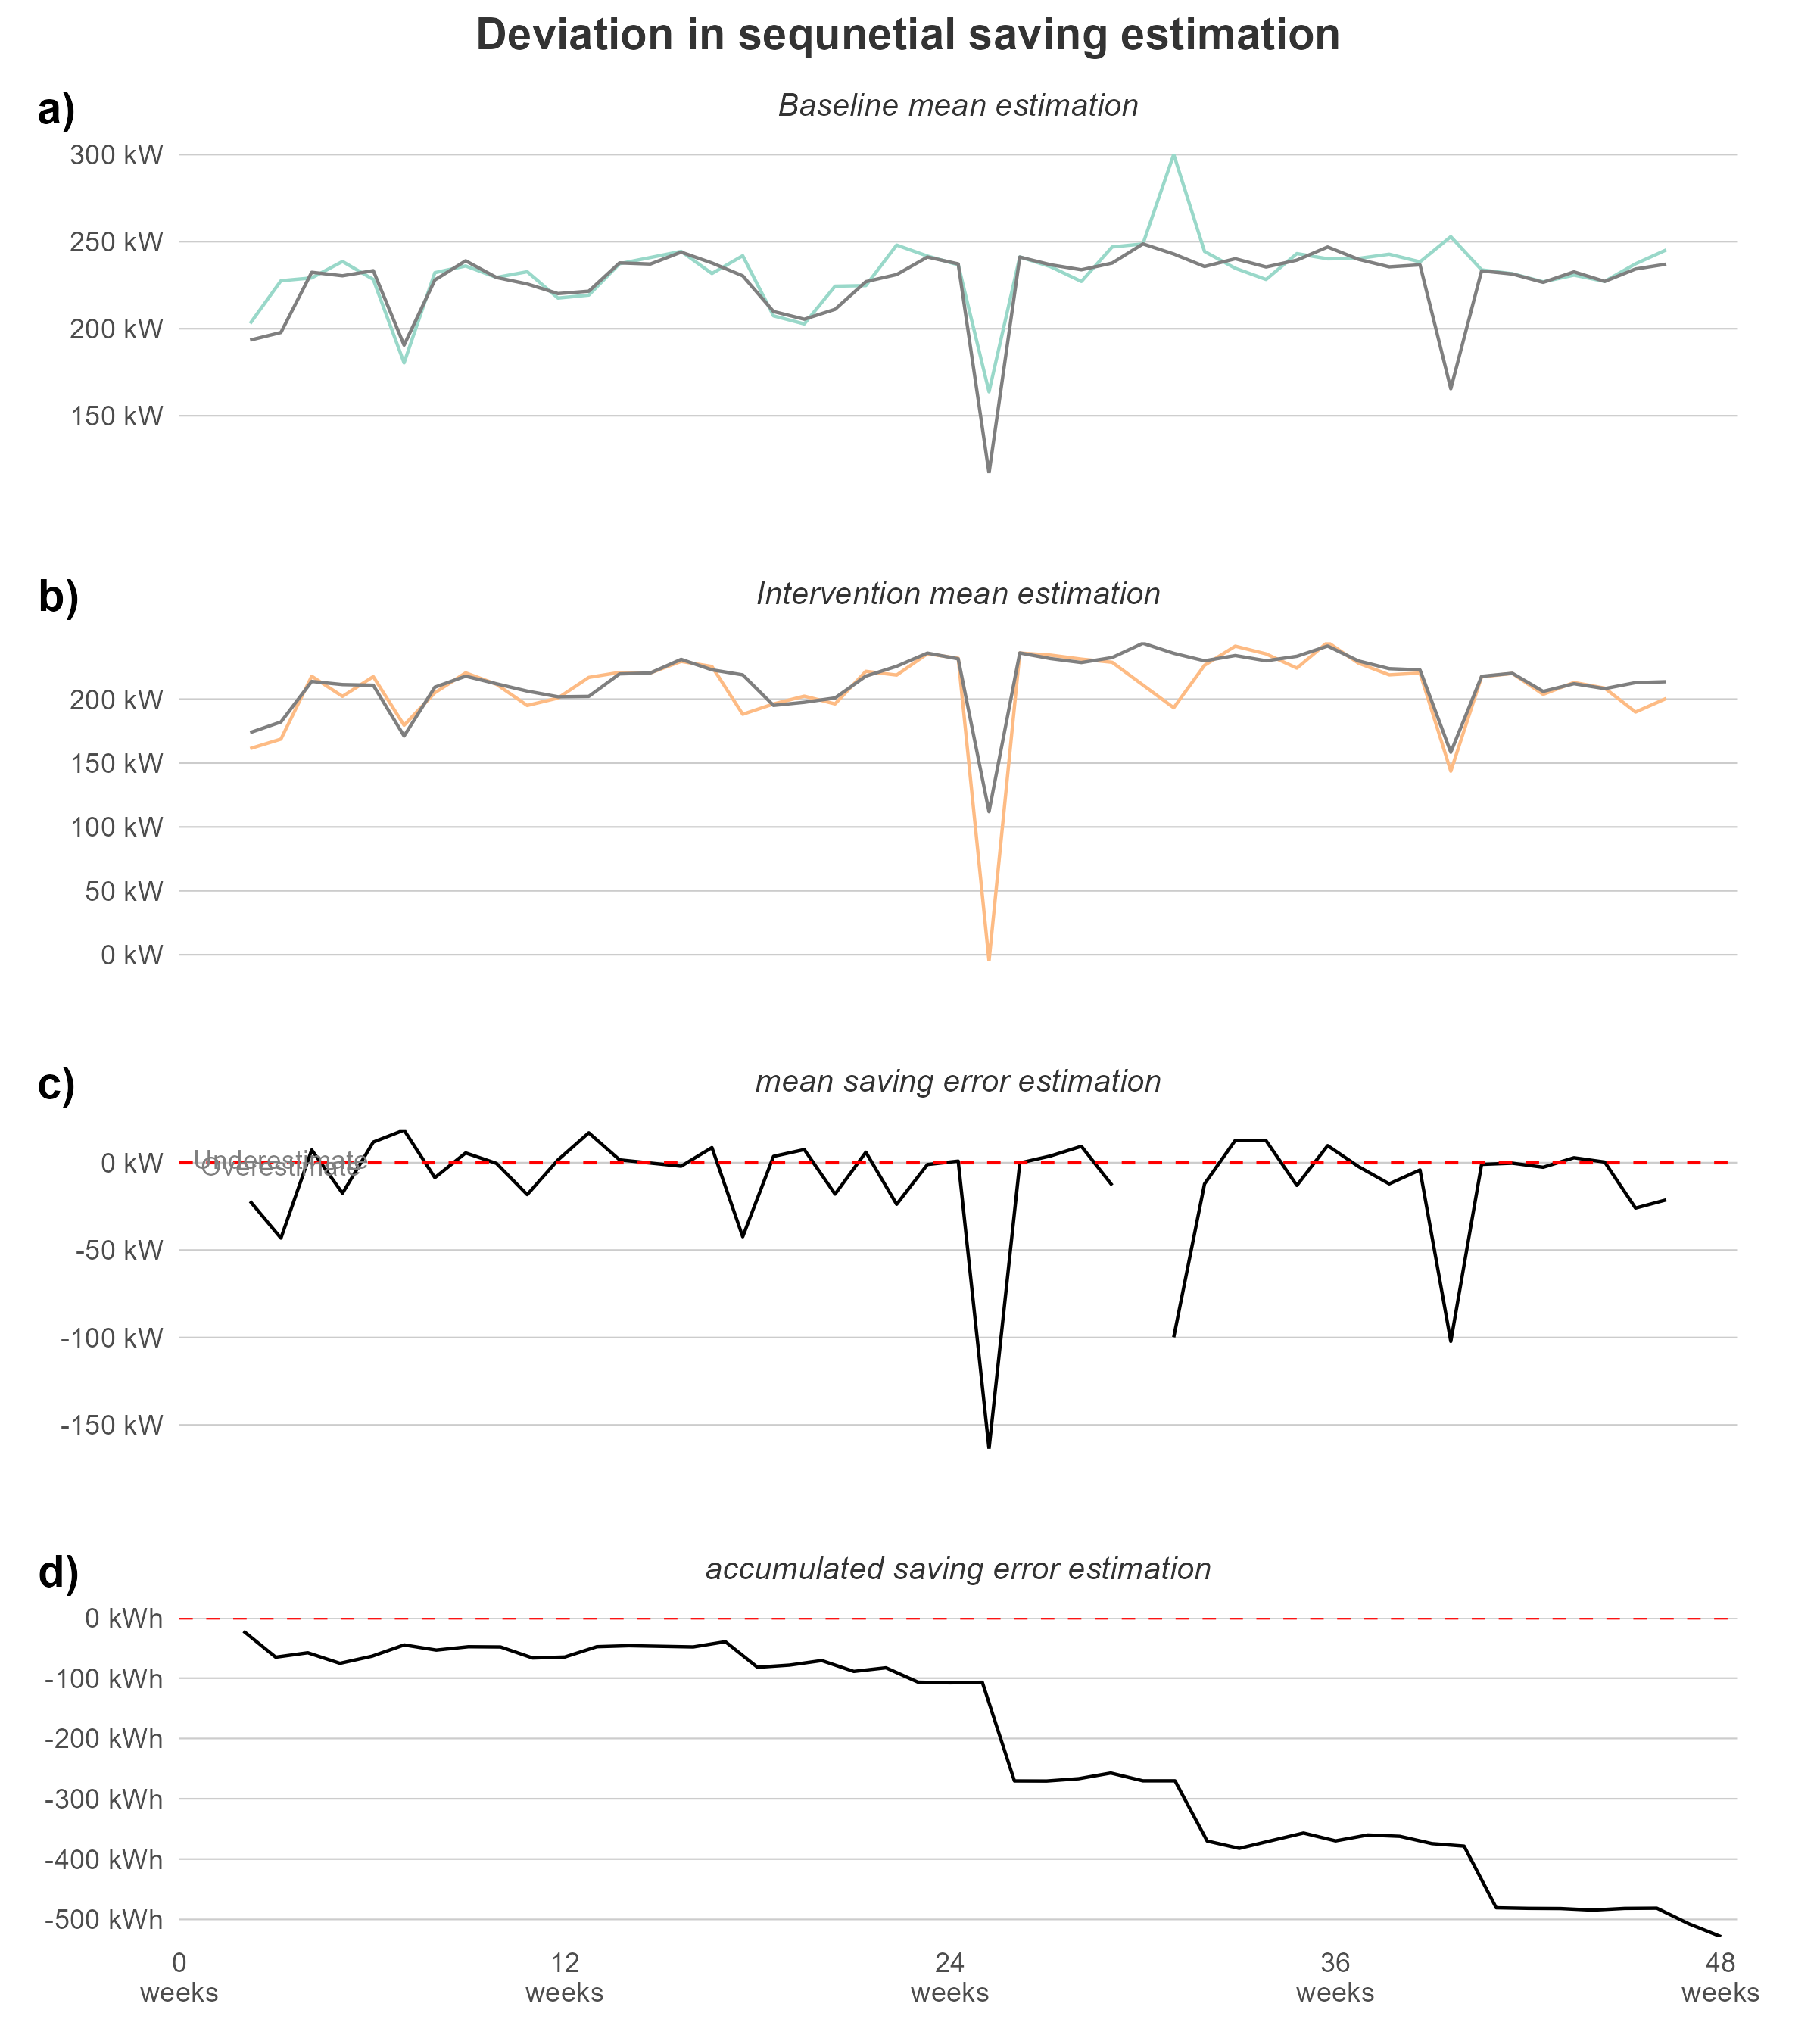 Deviation in sequnetial saving estimation
a)
Baseline mean estimation
300 kW
250 kW
200 kW
150 kW
b)
Intervention mean estimation
200 kW
150 kW
100 kW
50 kW
0 kW
c)
mean saving error estimation
Underestimate
Overestimate
0 kW
-50 kW
-100 kW
-150 kW
d)
accumulated saving error estimation
0 kWh
-100 kWh
-200 kWh
-300 kWh
-400 kWh
-500 kWh
0 12 24 36 48
weeks weeks weeks weeks weeks